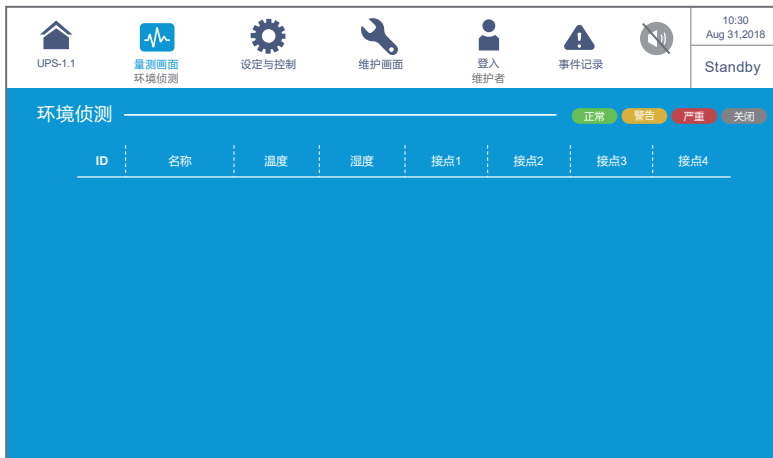 10:30
Aug 31,2018
Standby
UPS-1.1
量测画面
环境侦测
设定与控制
维护画面
登入
维护者
事件记录
环境侦测
正常 警告 严重 关闭
ID 名称 温度 湿度 接点1 接点2 接点3 接点4